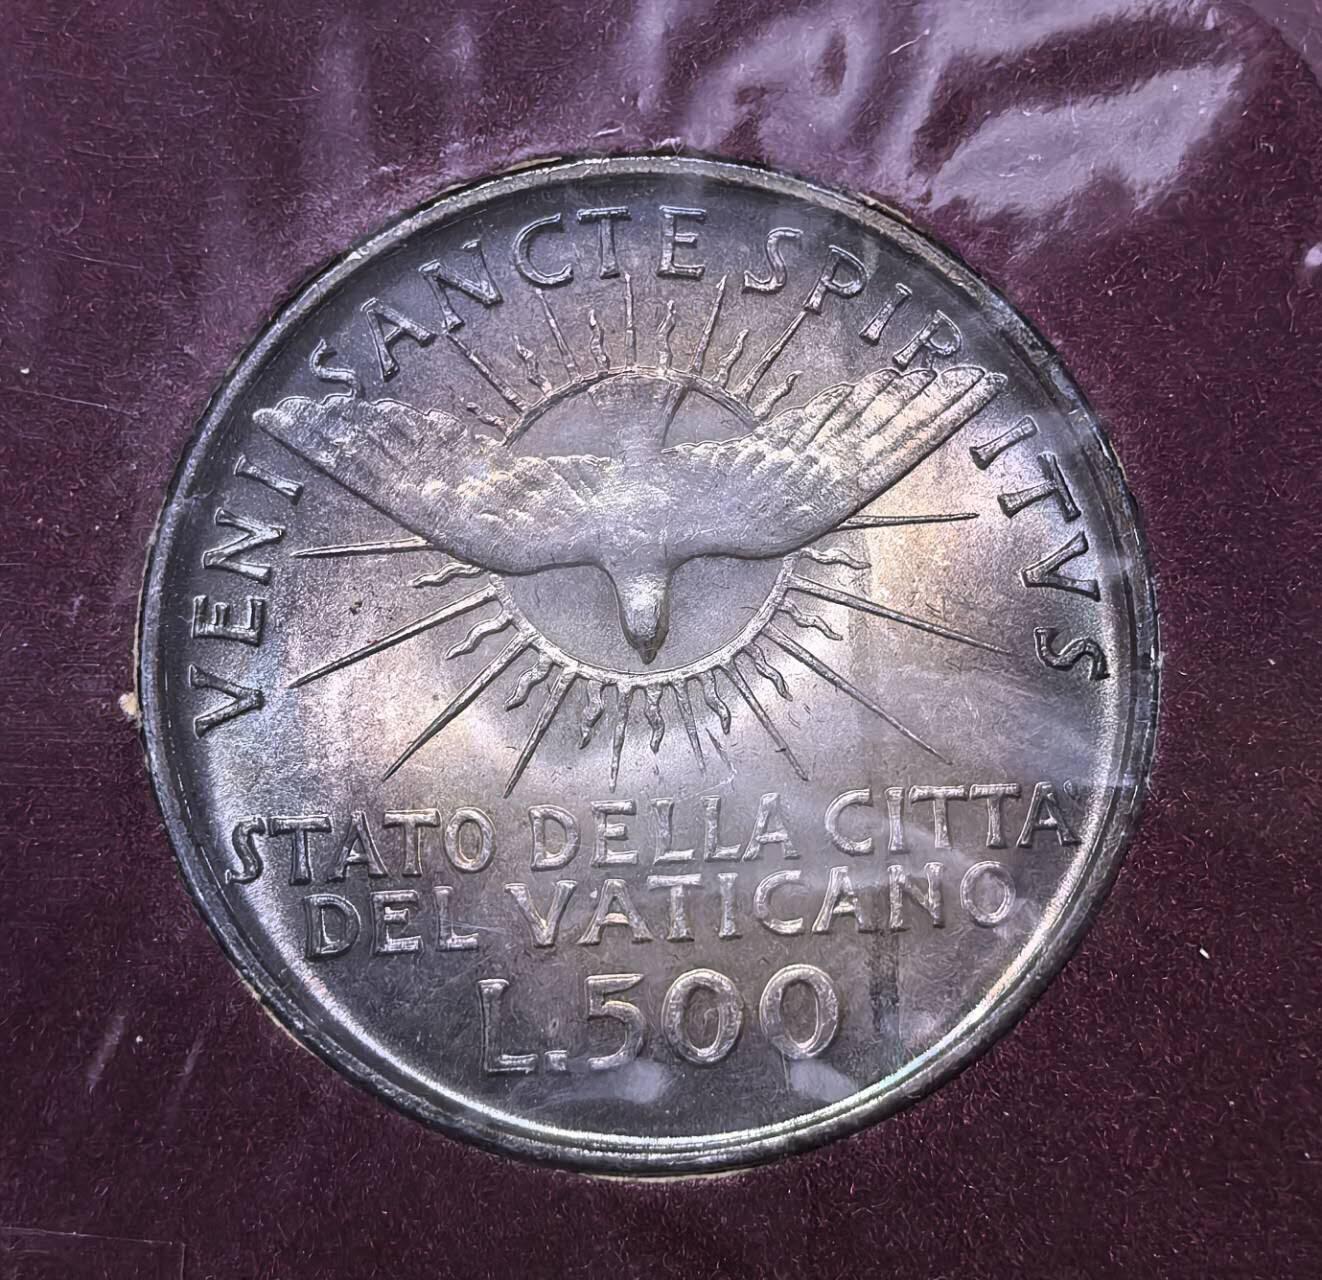 VENI SANCTE SPIRITVS
STATO DELLA CITTA'
DEL VATICANO
L.500